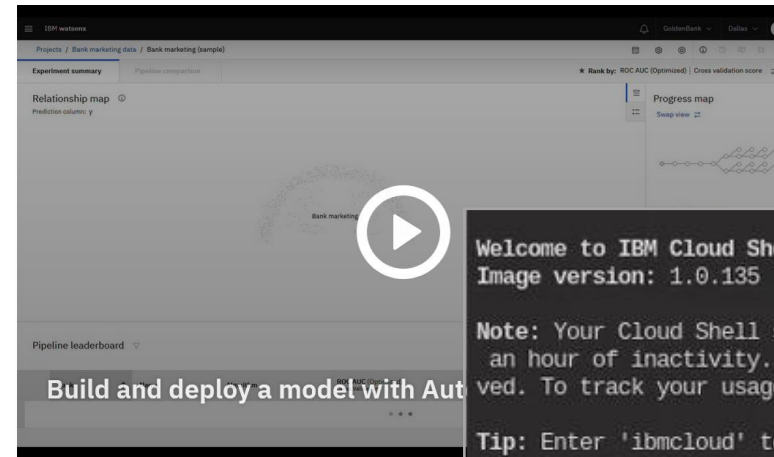 IBM watsonx
GoldenBank
Dallas
Projects / Bank marketing data / Bank marketing (sample)
Experiment summary
Pipeline comparison
★ Rank by: ROC AUC (Optimized) | Cross validation score
Relationship map
Prediction column: y
Progress map
Swap view
Bank marketing
Pipeline leaderboard
Build and deploy a model with Aut
Welcome to IBM Cloud She
Image version: 1.0.135
Note: Your Cloud Shell
an hour of inactivity.
ved. To track your usag
Tip: Enter 'ibmcloud' t